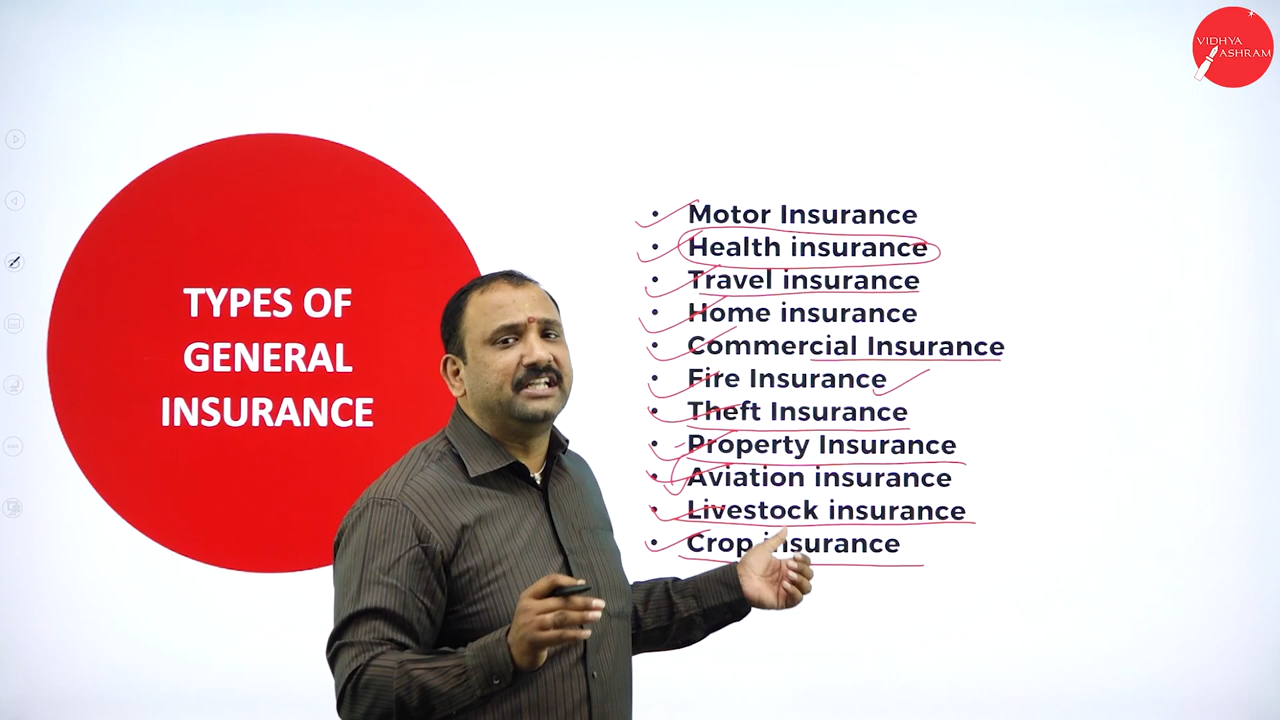 VIDHYA
ASHRAM
TYPES OF
GENERAL
INSURANCE
• Motor Insurance
• Health insurance
• Travel insurance
• Home insurance
• Commercial Insurance
• Fire Insurance
• Theft Insurance
• Property Insurance
• Aviation insurance
• Livestock insurance
• Crop insurance